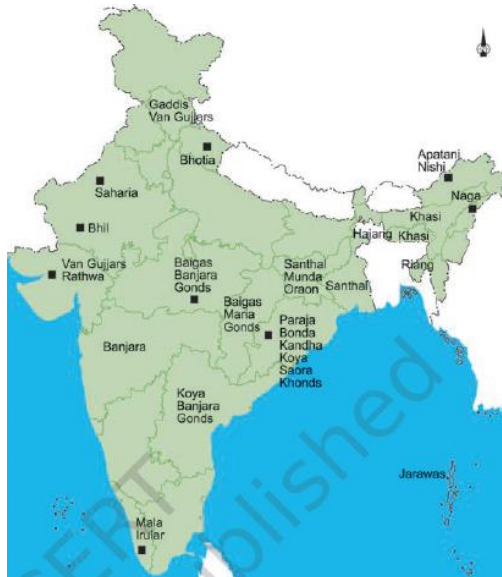 Gaddis
Van Gujjars
Bhotia
Apatani
Nishi
Saharia
Naga
Khasi
Bhil
Hajang
Khasi
Van Gujjars
Rathwa
Baigas
Banjara
Gonds
Santhal
Munda
Oraon
Riang
Santhal
Baigas
Maria
Gonds
Paraja
Bonda
Kandha
Koya
Saora
Khonds
Banjara
Koya
Banjara
Gonds
Jarawas
Mala
Irular